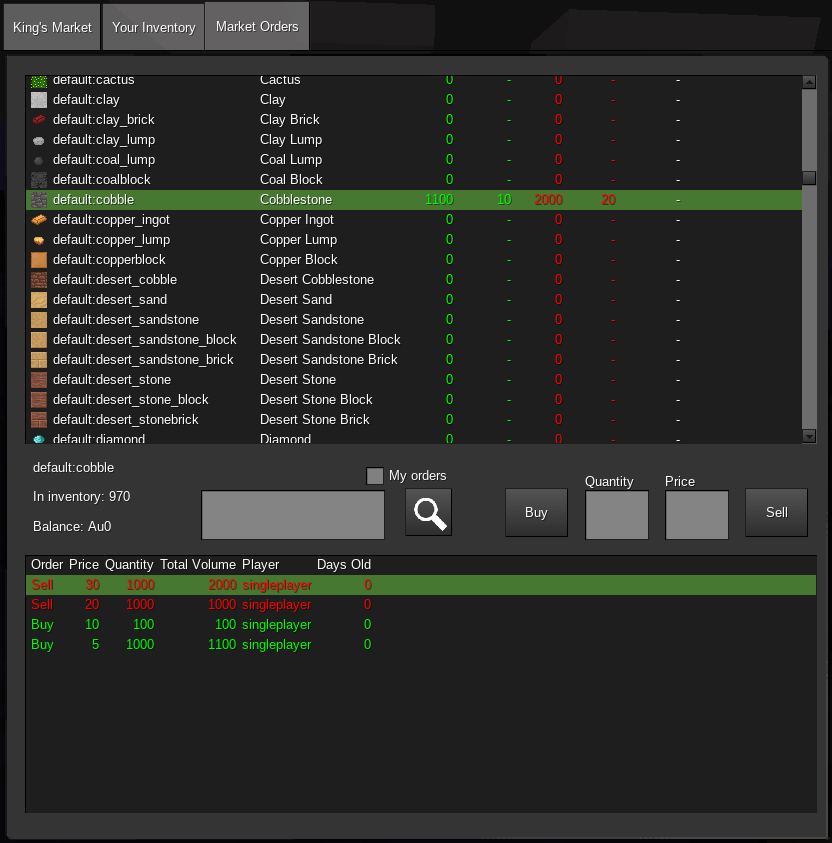 King's Market Your Inventory Market Orders
default:cactus Cactus 0 - 0 - -
default:clay Clay 0 - 0 - -
default:clay_brick Clay Brick 0 - 0 - -
default:clay_lump Clay Lump 0 - 0 - -
default:coal_lump Coal Lump 0 - 0 - -
default:coalblock Coal Block 0 - 0 - -
default:cobble Cobblestone 1100 10 2000 20 -
default:copper_ingot Copper Ingot 0 - 0 - -
default:copper_lump Copper Lump 0 - 0 - -
default:copperblock Copper Block 0 - 0 - -
default:desert_cobble Desert Cobblestone 0 - 0 - -
default:desert_sand Desert Sand 0 - 0 - -
default:desert_sandstone Desert Sandstone 0 - 0 - -
default:desert_sandstone_block Desert Sandstone Block 0 - 0 - -
default:desert_sandstone_brick Desert Sandstone Brick 0 - 0 - -
default:desert_stone Desert Stone 0 - 0 - -
default:desert_stone_block Desert Stone Block 0 - 0 - -
default:desert_stonebrick Desert Stone Brick 0 - 0 - -
default:diamond Diamond 0 - 0 - -
default:cobble
My orders
Quantity Price
In inventory: 970
Buy Sell
Balance: Au0
Order Price Quantity Total Volume Player Days Old
Sell 30 1000 2000 singleplayer 0
Sell 20 1000 1000 singleplayer 0
Buy 10 100 100 singleplayer 0
Buy 5 1000 1100 singleplayer 0